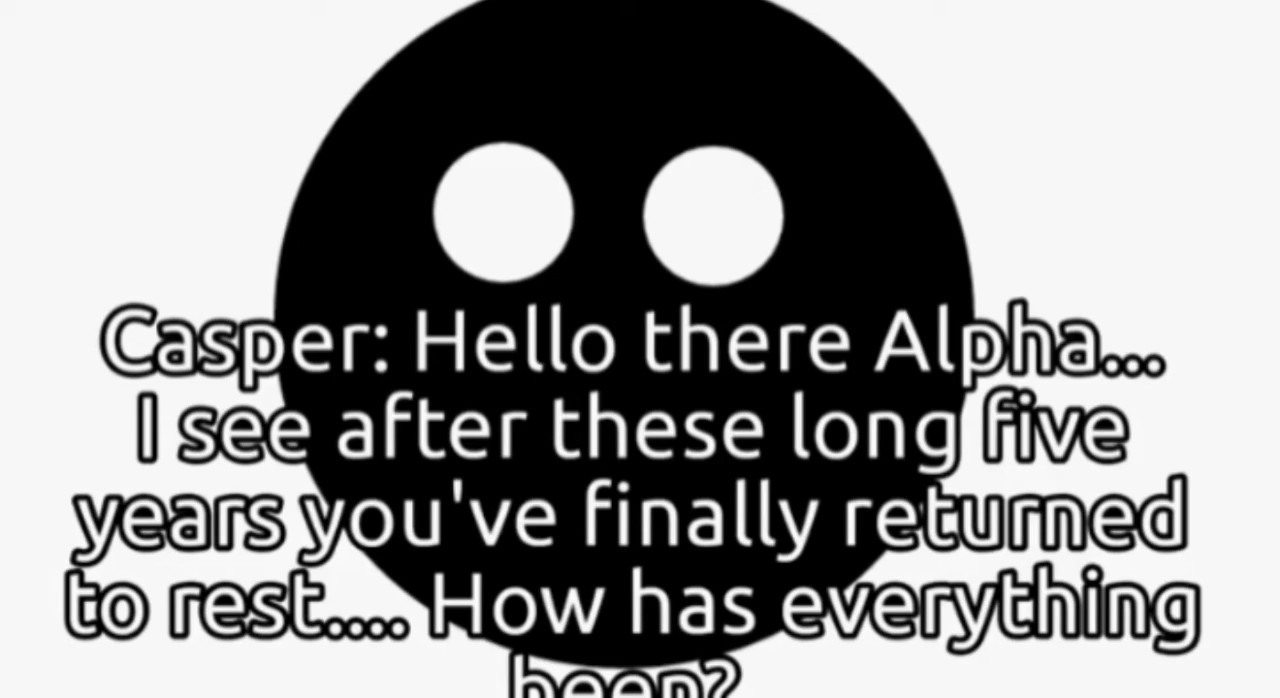 Casper: Hello there Alpha...
I see after these long five
years you've finally returned
to rest.... How has everything
been?